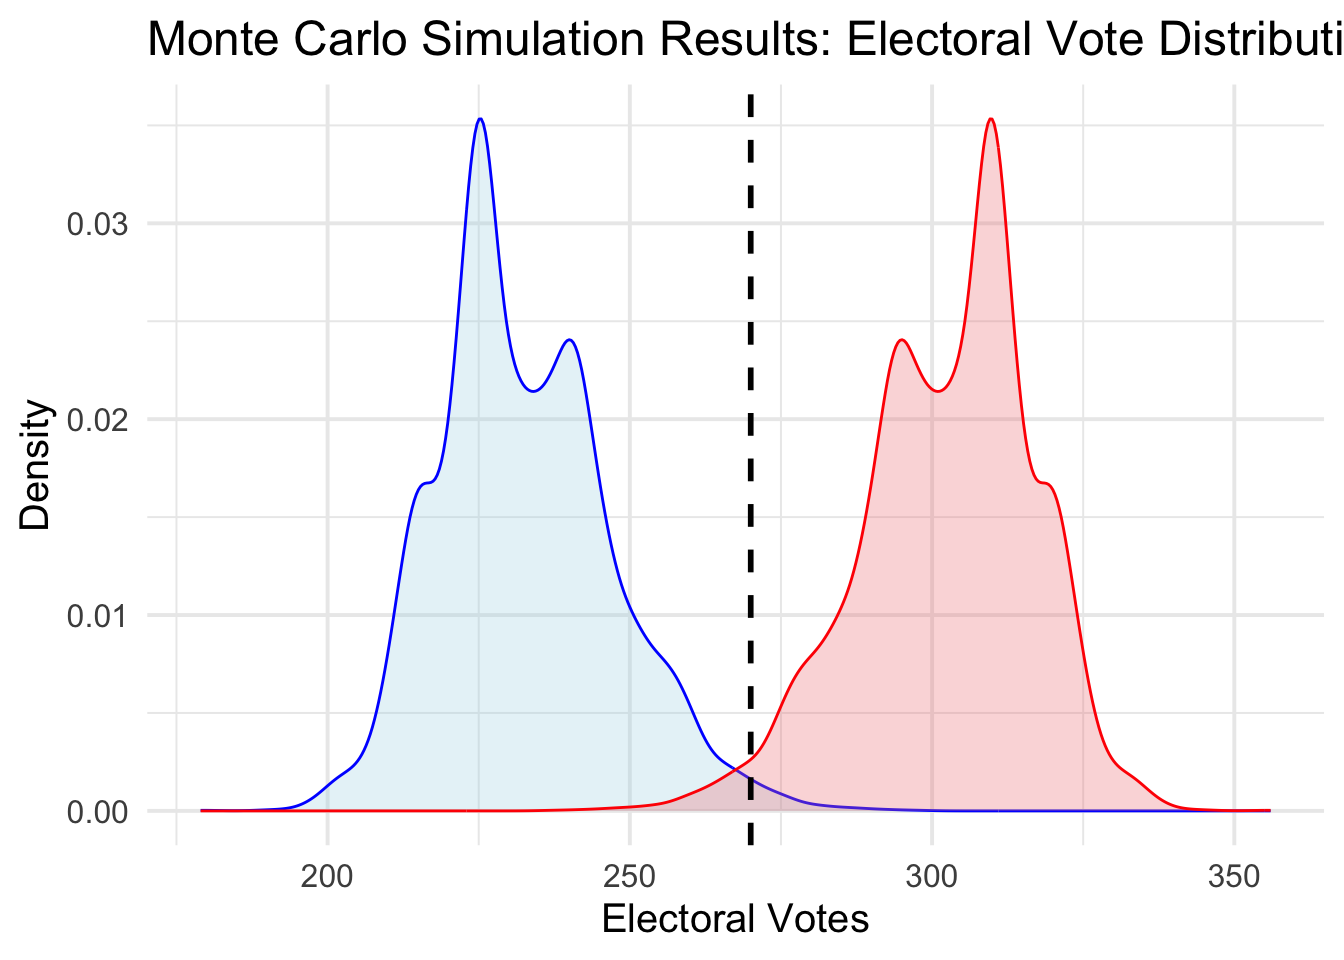 Monte Carlo Simulation Results: Electoral Vote Distributi
0.03
0.02
0.01
0.00
Density
200 250 300 350
Electoral Votes